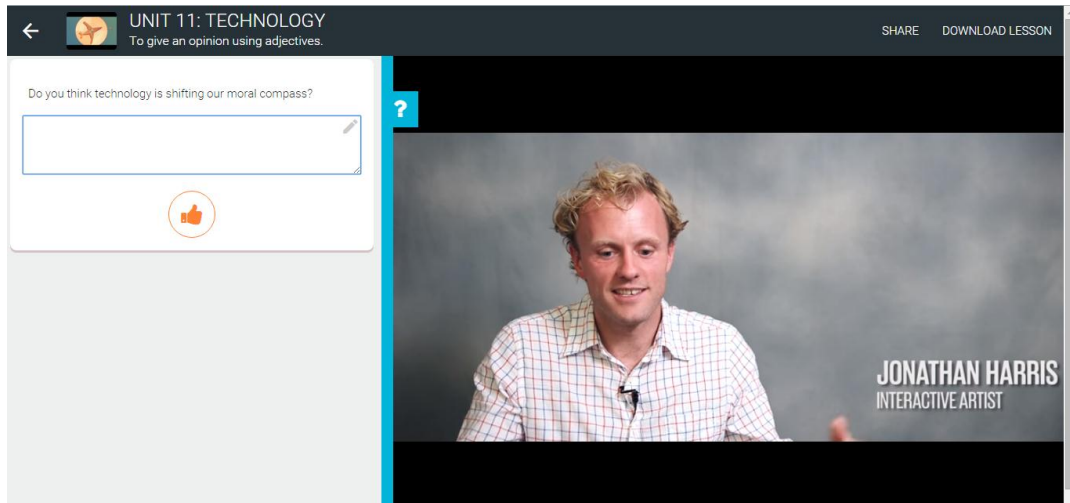 UNIT 11: TECHNOLOGY
To give an opinion using adjectives.
SHARE
DOWNLOAD LESSON
Do you think technology is shifting our moral compass?
?
JONATHAN HARRIS
INTERACTIVE ARTIST